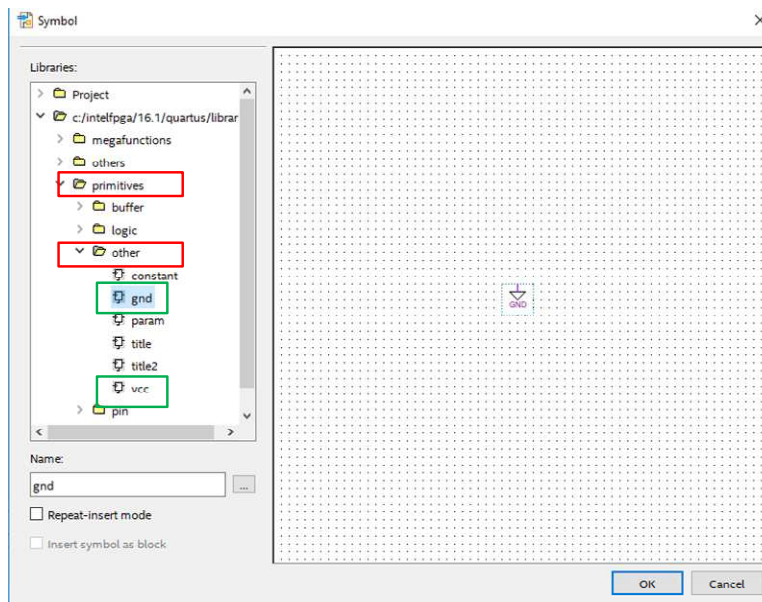 Symbol
Libraries:
Project
c:/intelfpga/16.1/quartus/librar
megafunctions
others
primitives
buffer
logic
other
constant
gnd
param
title
title2
vcc
pin
GND
Name:
gnd
...
Repeat-insert mode
Insert symbol as block
OK
Cancel